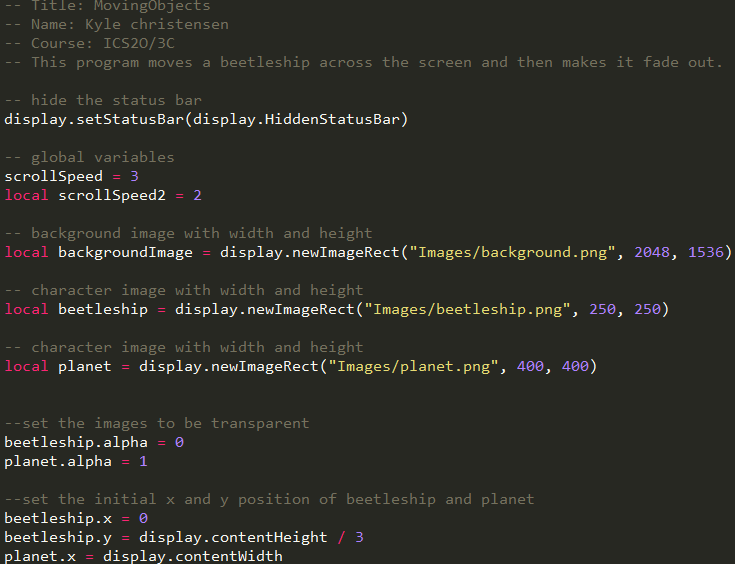 -- Title: MovingObjects
-- Name: Kyle christensen
-- Course: ICS2O/3C
-- This program moves a beetleship across the screen and then makes it fade out.
-- hide the status bar
display.setStatusBar(display.HiddenStatusBar)
-- global variables
scrollSpeed = 3
local scrollSpeed2 = 2
-- background image with width and height
local backgroundImage = display.newImageRect("Images/background.png", 2048, 1536)
-- character image with width and height
local beetleship = display.newImageRect("Images/beetleship.png", 250, 250)
-- character image with width and height
local planet = display.newImageRect("Images/planet.png", 400, 400)
--set the images to be transparent
beetleship.alpha = 0
planet.alpha = 1
--set the initial x and y position of beetleship and planet
beetleship.x = 0
beetleship.y = display.contentHeight / 3
planet.x = display.contentWidth